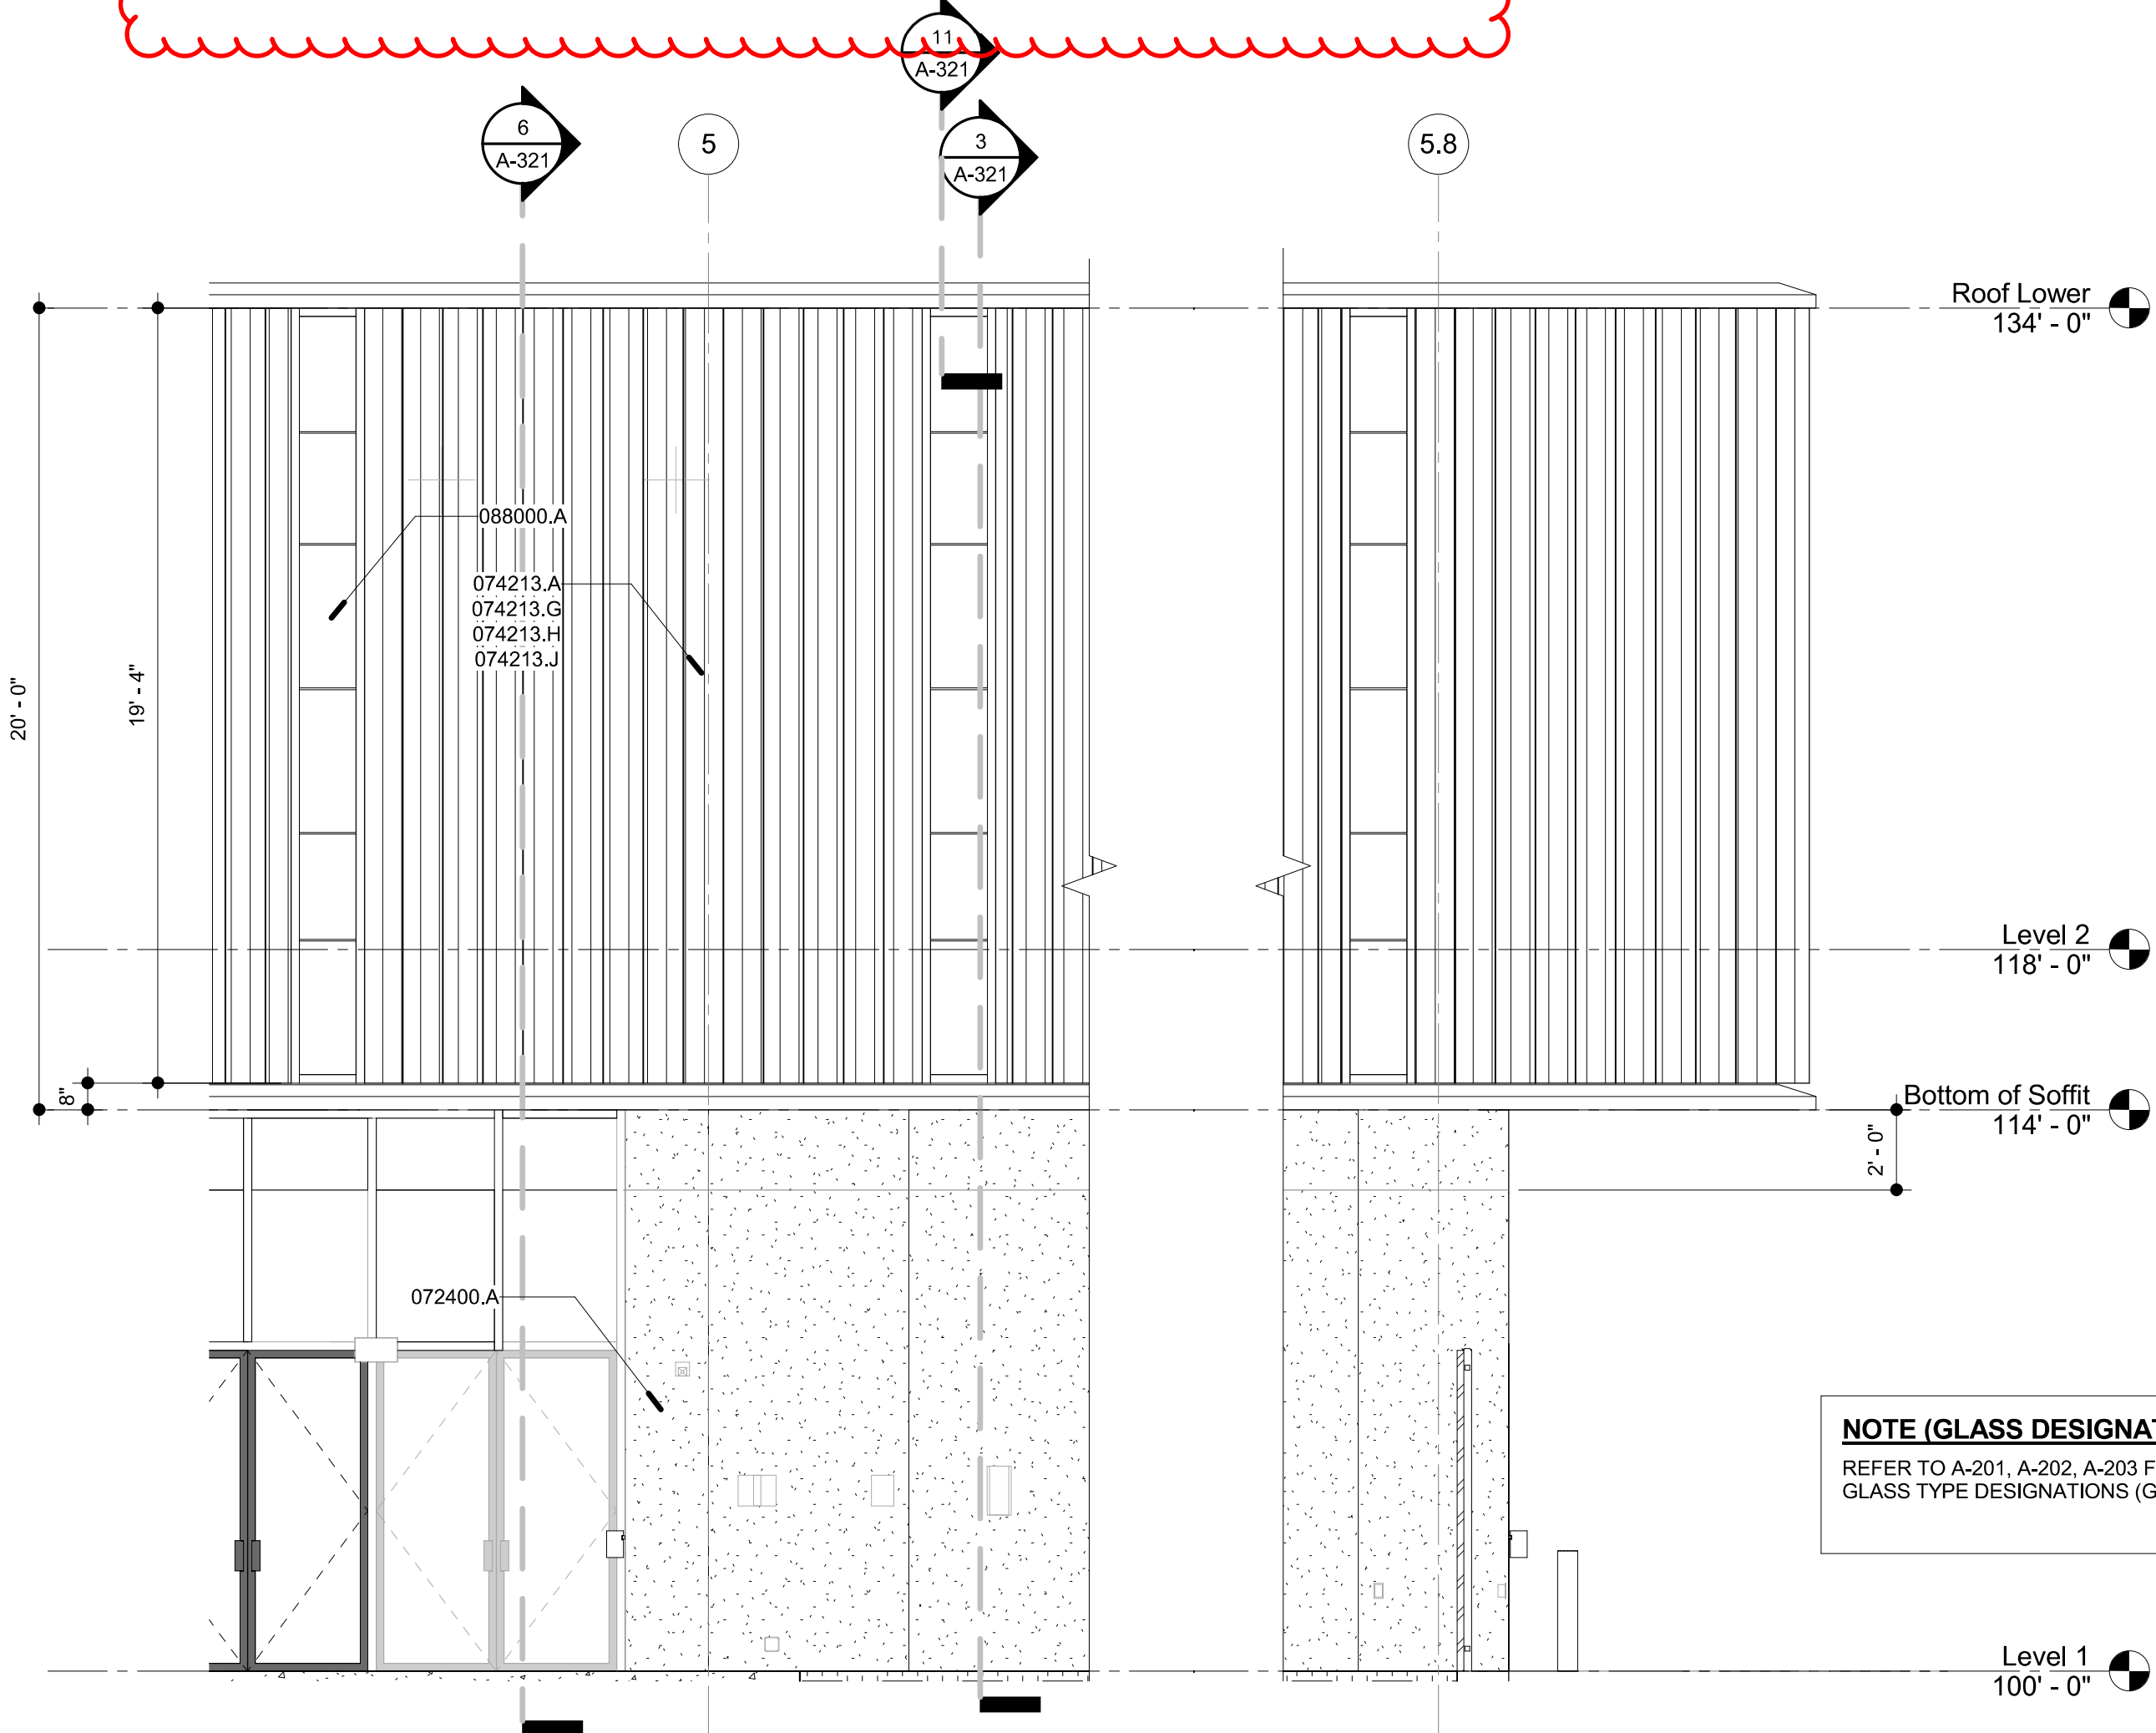 11
A-321
6
A-321
5
3
A-321
5.8
Roof Lower
134' - 0"
088000.A
074213.A
074213.G
074213.H
074213.J
20' - 0"
19' - 4"
Level 2
118' - 0"
8"
Bottom of Soffit
114' - 0"
2' - 0"
072400.A
NOTE (GLASS DESIGNAT
REFER TO A-201, A-202, A-203 F
GLASS TYPE DESIGNATIONS (G
Level 1
100' - 0"